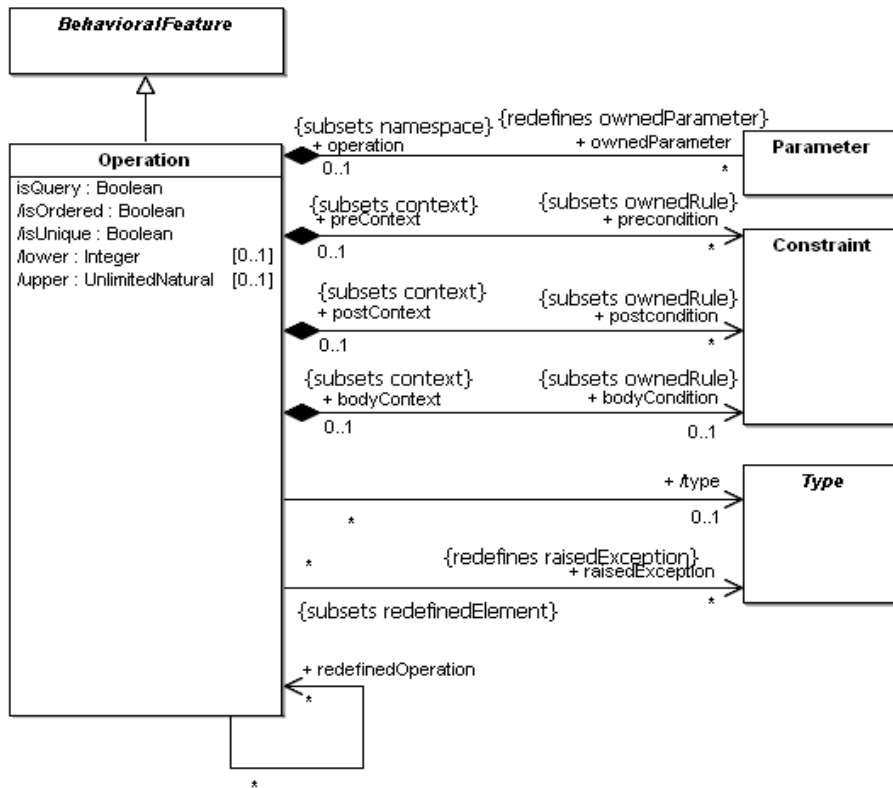 BehavioralFeature
Operation
isQuery : Boolean
/isOrdered : Boolean
/isUnique : Boolean
/lower : Integer [0..1]
/upper : UnlimitedNatural [0..1]
{subsets namespace} {redefines ownedParameter}
+ operation + ownedParameter
0..1 *
Parameter
{subsets context} {subsets ownedRule}
+ preContext + precondition
0..1 *
Constraint
{subsets context} {subsets ownedRule}
+ postContext + postcondition
0..1 *
{subsets context} {subsets ownedRule}
+ bodyContext + bodyCondition
0..1 0..1
+ /type
* 0..1
Type
* {redefines raisedException}
+ raisedException
*
{subsets redefinedElement}
+ redefinedOperation
*
*